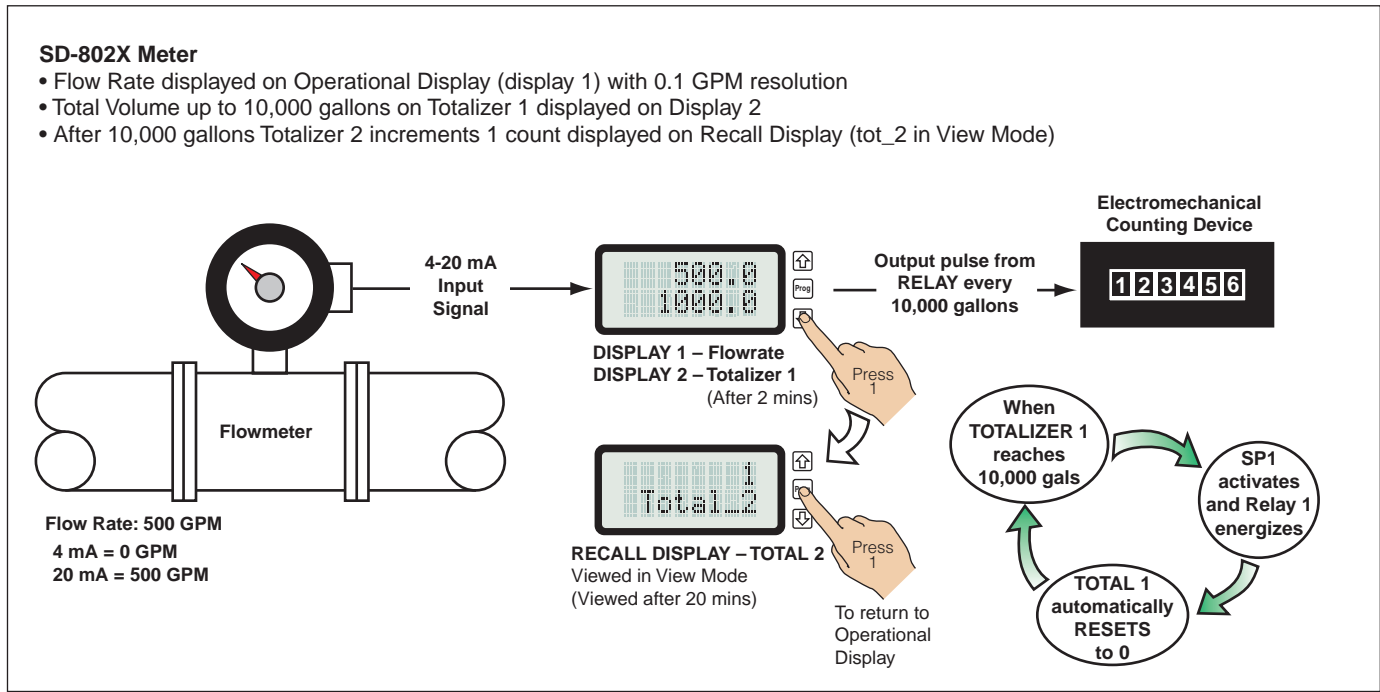 SD-802X Meter
• Flow Rate displayed on Operational Display (display 1) with 0.1 GPM resolution
• Total Volume up to 10,000 gallons on Totalizer 1 displayed on Display 2
• After 10,000 gallons Totalizer 2 increments 1 count displayed on Recall Display (tot_2 in View Mode)
Electromechanical
Counting Device
4-20 mA
Input
Signal
500.0
1000.0
Prog
Output pulse from
RELAY every
10,000 gallons
1 2 3 4 5 6
DISPLAY 1 – Flowrate
DISPLAY 2 – Totalizer 1
(After 2 mins)
Press
1
Flowmeter
Flow Rate: 500 GPM
4 mA = 0 GPM
20 mA = 500 GPM
1
Total_2
RECALL DISPLAY – TOTAL 2
Viewed in View Mode
(Viewed after 20 mins)
Press
1
To return to
Operational
Display
When
TOTALIZER 1
reaches
10,000 gals
SP1
activates
and Relay 1
energizes
TOTAL 1
automatically
RESETS
to 0